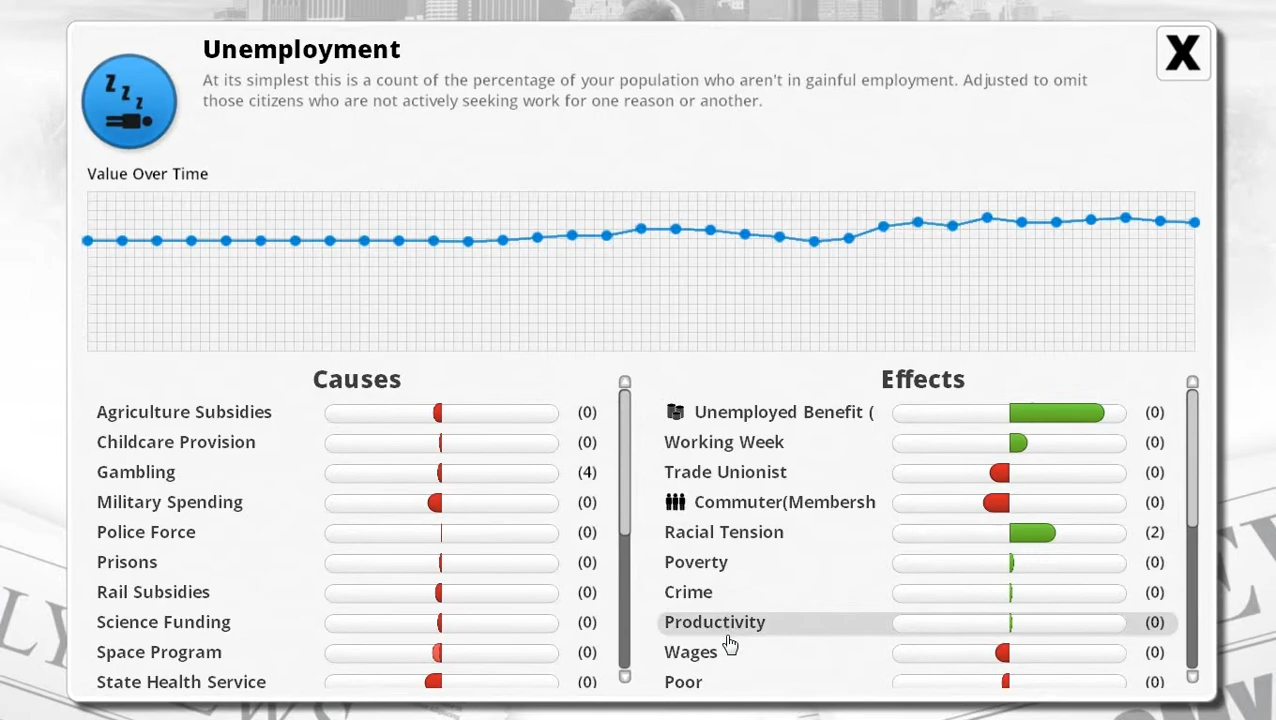 Unemployment
At its simplest this is a count of the percentage of your population who aren't in gainful employment. Adjusted to omit
those citizens who are not actively seeking work for one reason or another.
X
z z z
Value Over Time
Causes
Agriculture Subsidies (0)
Childcare Provision (0)
Gambling (4)
Military Spending (0)
Police Force (0)
Prisons (0)
Rail Subsidies (0)
Science Funding (0)
Space Program (0)
State Health Service (0)
Effects
Unemployed Benefit ( (0)
Working Week (0)
Trade Unionist (0)
Commuter(Membersh (0)
Racial Tension (2)
Poverty (0)
Crime (0)
Productivity (0)
Wages (0)
Poor (0)